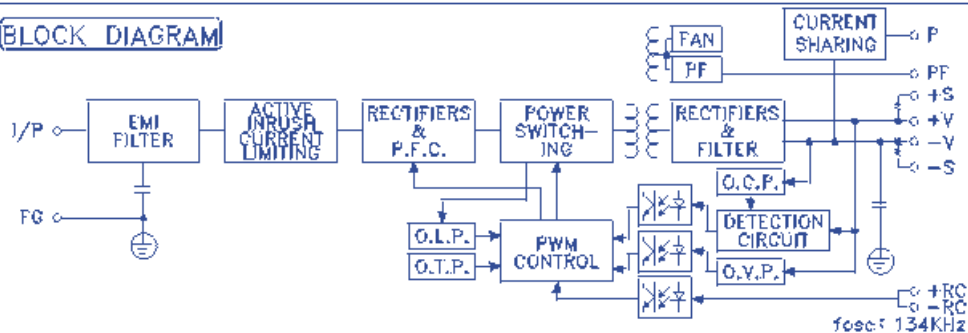 BLOCK DIAGRAM
CURRENT
SHARING
P
FAN
PF
PF
+S
+V
-V
-S
I/P
EMI
FILTER
ACTIVE
INRUSH
CURRENT
LIMITING
RECTIFIERS
&
P.F.C.
POWER
SWITCH-
ING
RECTIFIERS
&
FILTER
FG
O.C.P.
DETECTION
CIRCUIT
O.L.P.
O.T.P.
PWM
CONTROL
O.V.P.
+RC
-RC
fosc: 134KHz